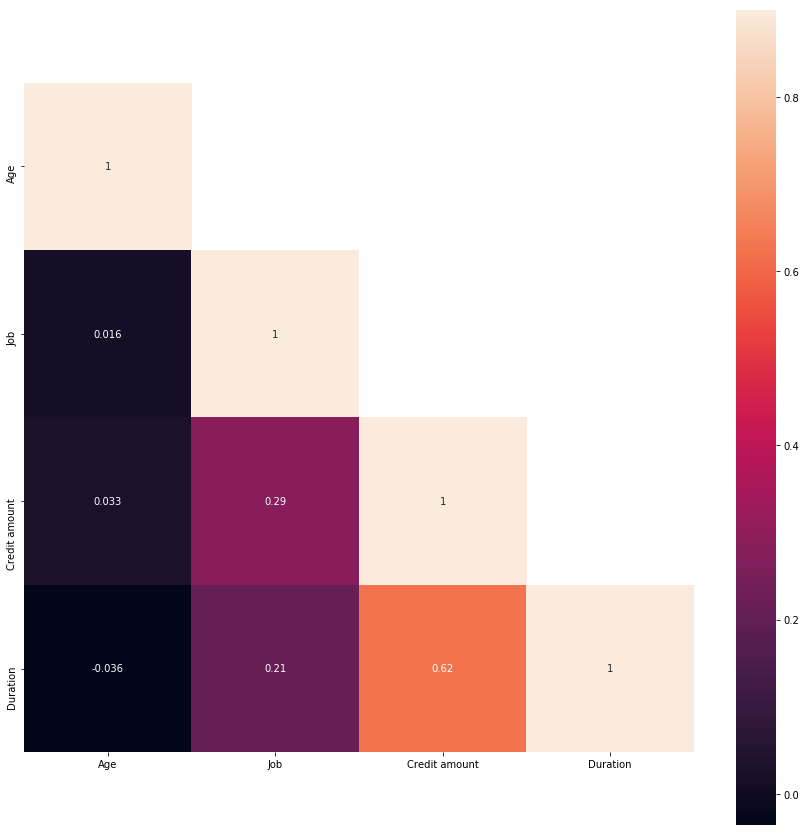 0.8
Age
1
0.6
Job
0.016
1
0.4
Credit amount
0.033
0.29
1
0.2
Duration
-0.036
0.21
0.62
1
Age
Job
Credit amount
Duration
0.0